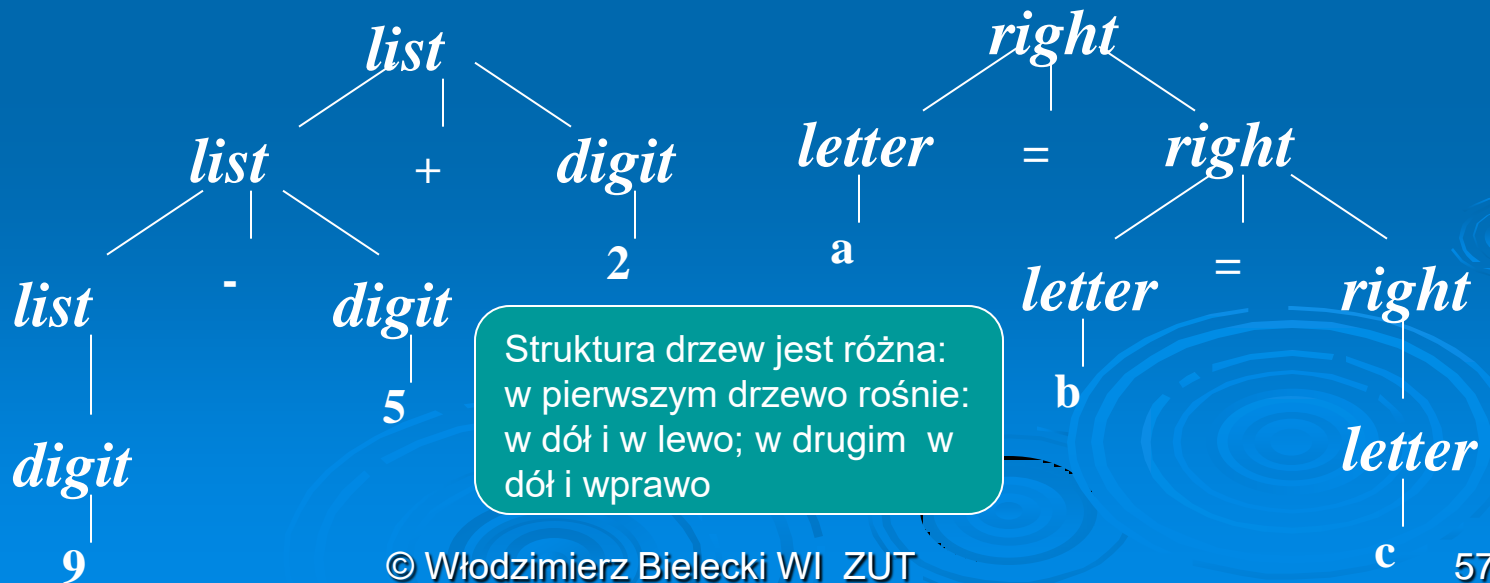 list
right
list + digit
letter = right
2
a
list - digit
letter = right
5
b
Struktura drzew jest różna:
w pierwszym drzewo rośnie:
w dół i w lewo; w drugim w
dół i wprawo
digit
letter
9
c
© Włodzimierz Bielecki WI ZUT
57